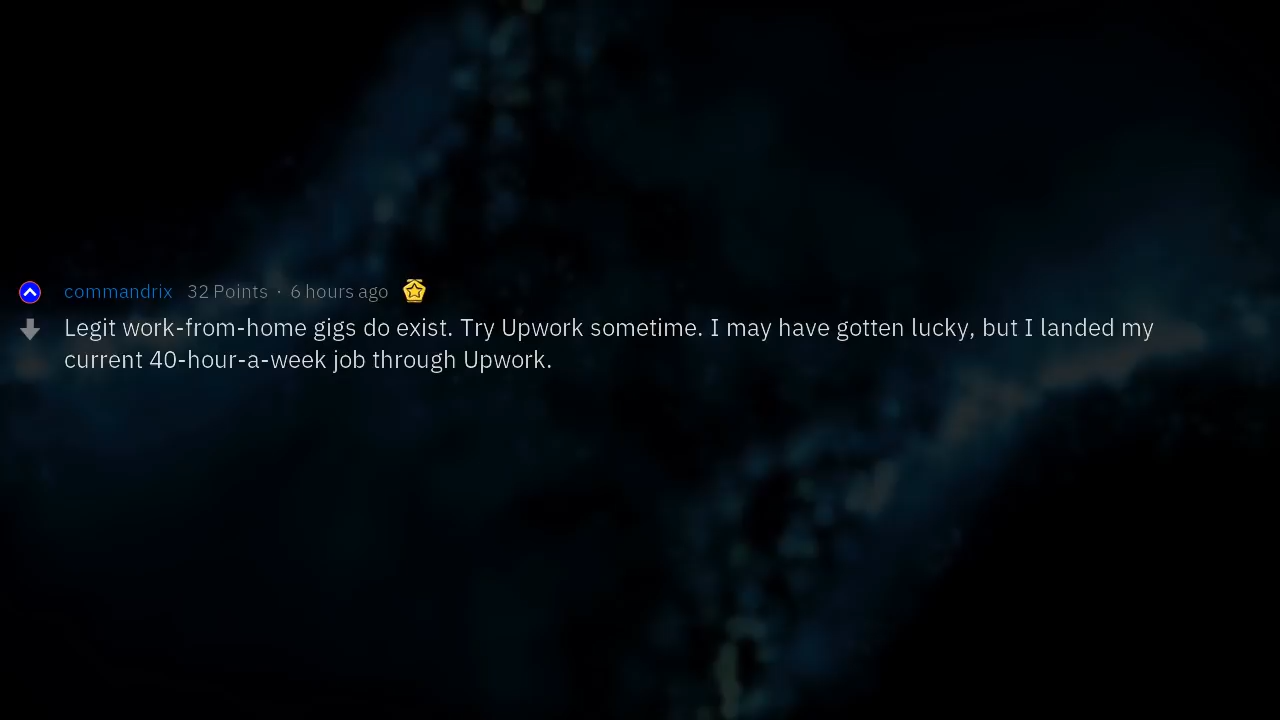 commandrix 32 Points · 6 hours ago
Legit work-from-home gigs do exist. Try Upwork sometime. I may have gotten lucky, but I landed my
current 40-hour-a-week job through Upwork.